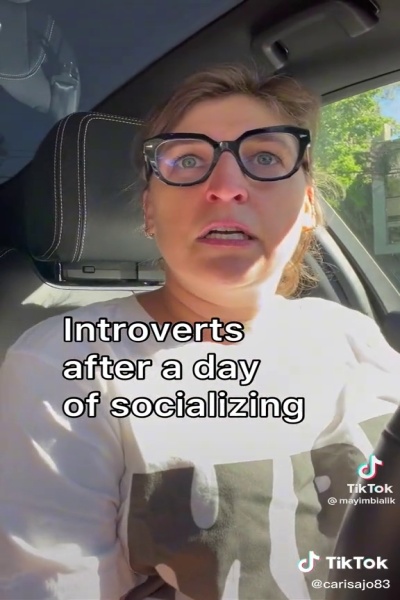 Introverts
after a day
of socializing
TikTok
@mayimbialik
TikTok
@carisajo83